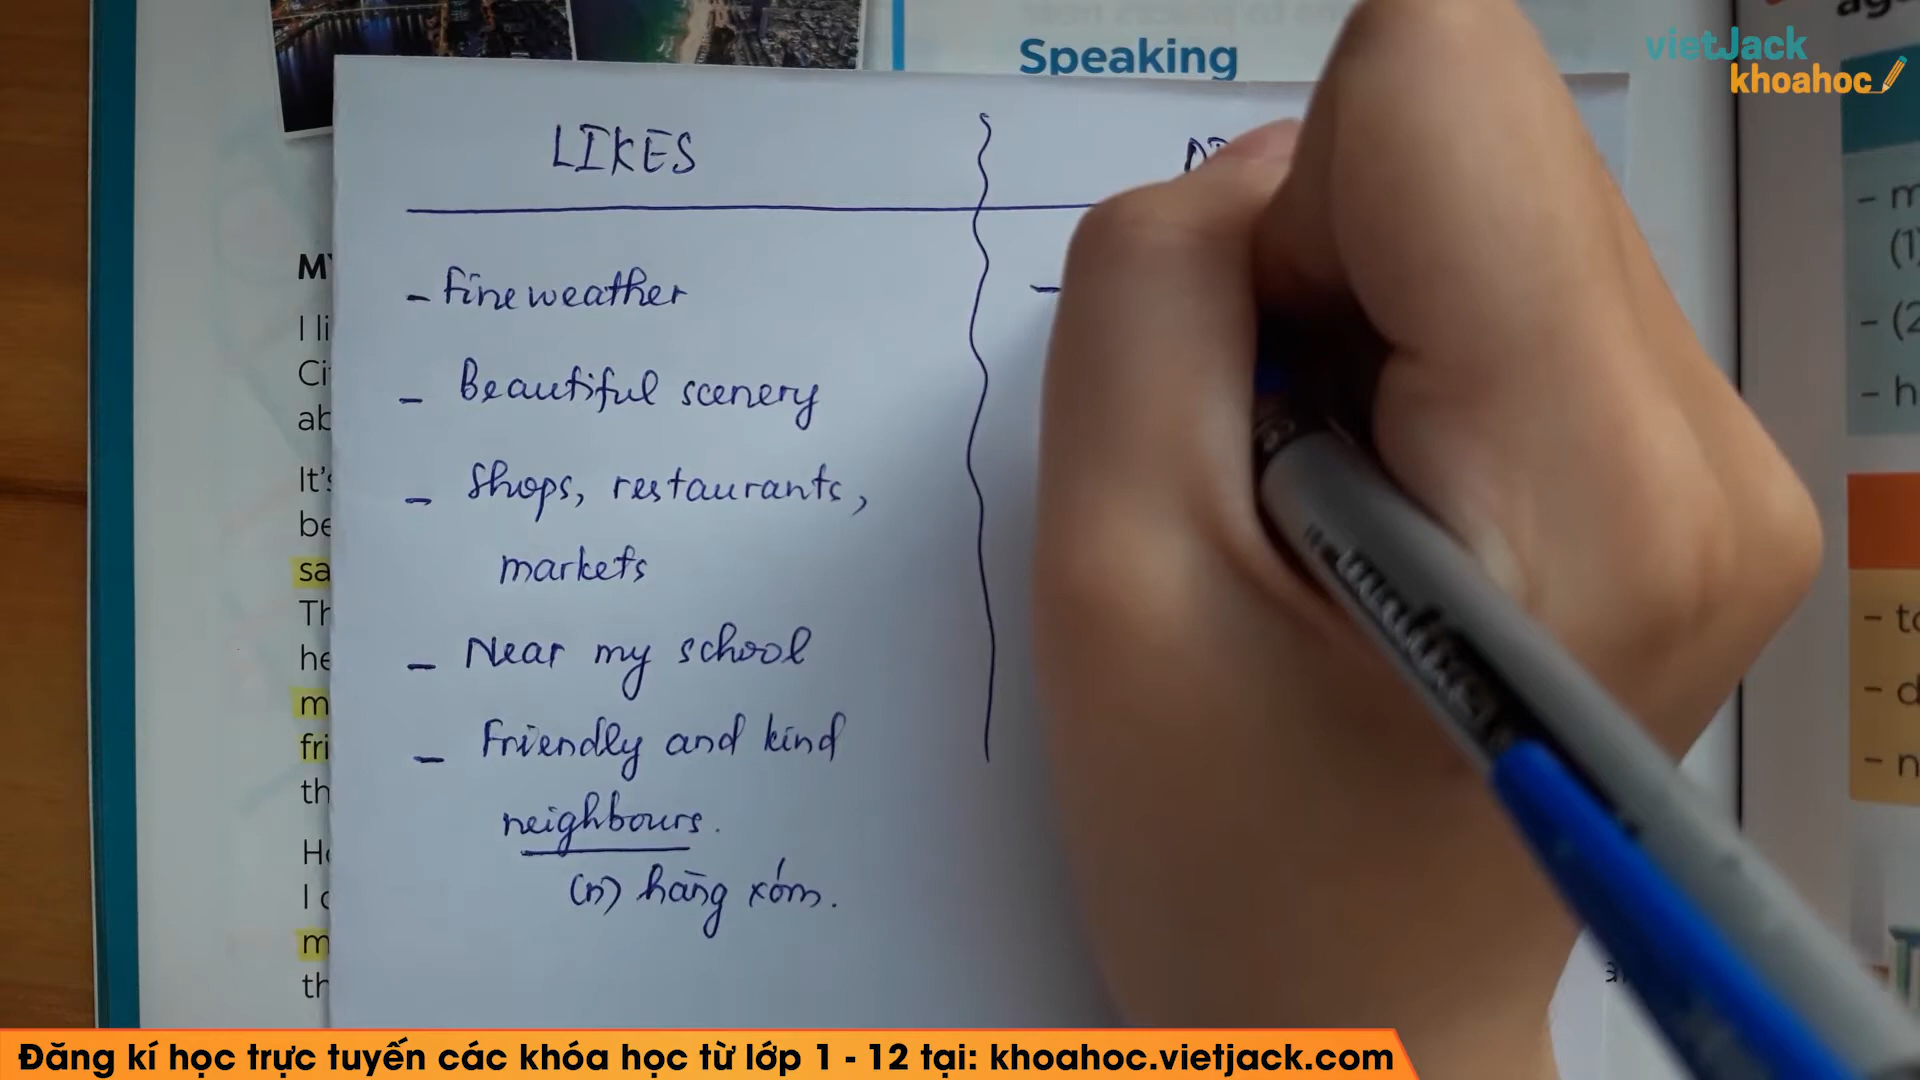 Speaking
vietJack
khoahoc
LIKES
- fine weather
- Beautiful scenery
- Shops, restaurants,
markets
- Near my school
- Friendly and kind
neighbours.
(n) hàng xóm.
-
I
It's
Đăng kí học trực tuyến các khóa học từ lớp 1 - 12 tại: khoahoc.vietjack.com